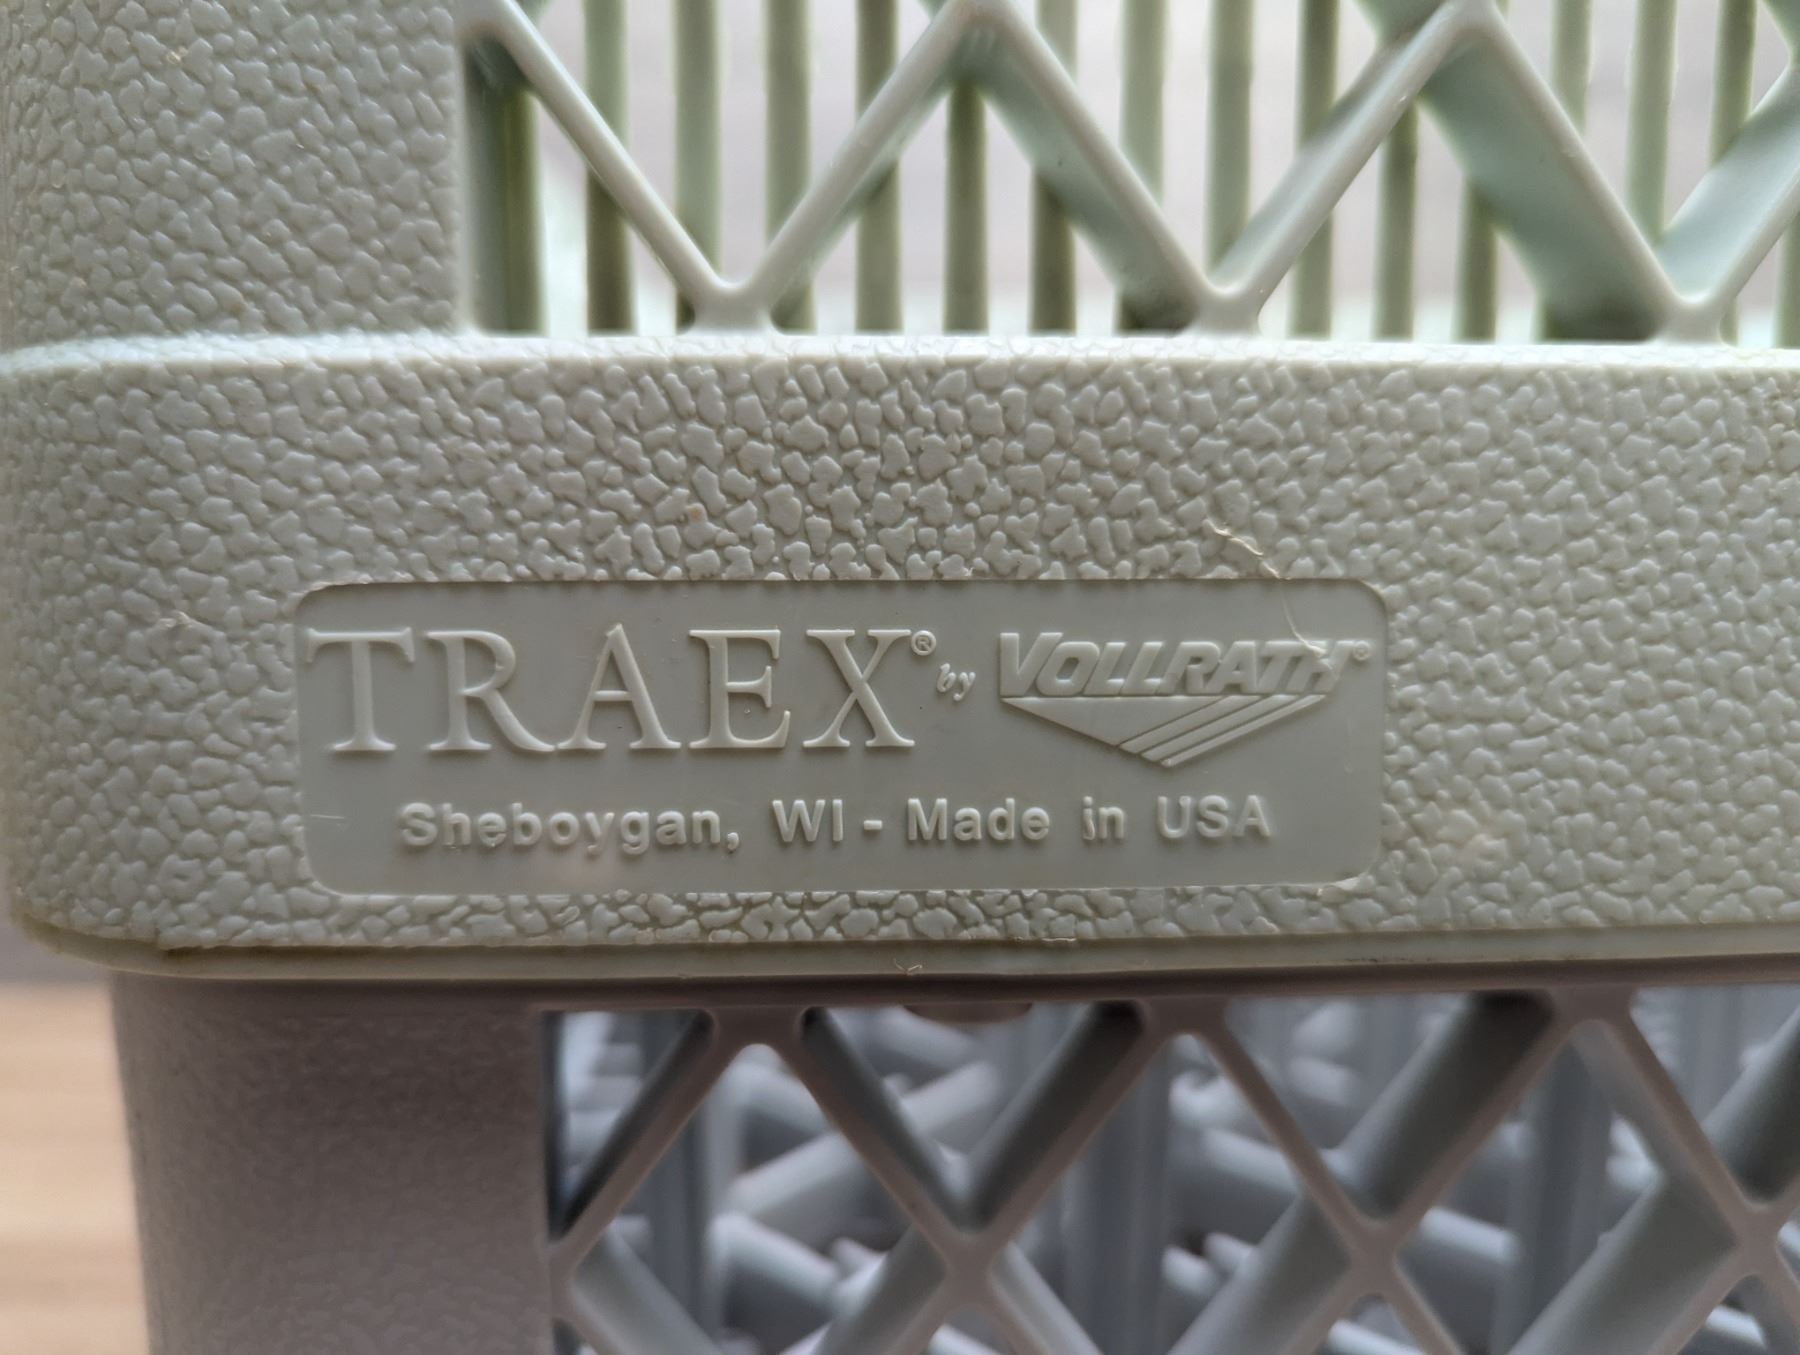 TRAEX® by VOLLRATH®
Sheboygan, WI - Made in USA